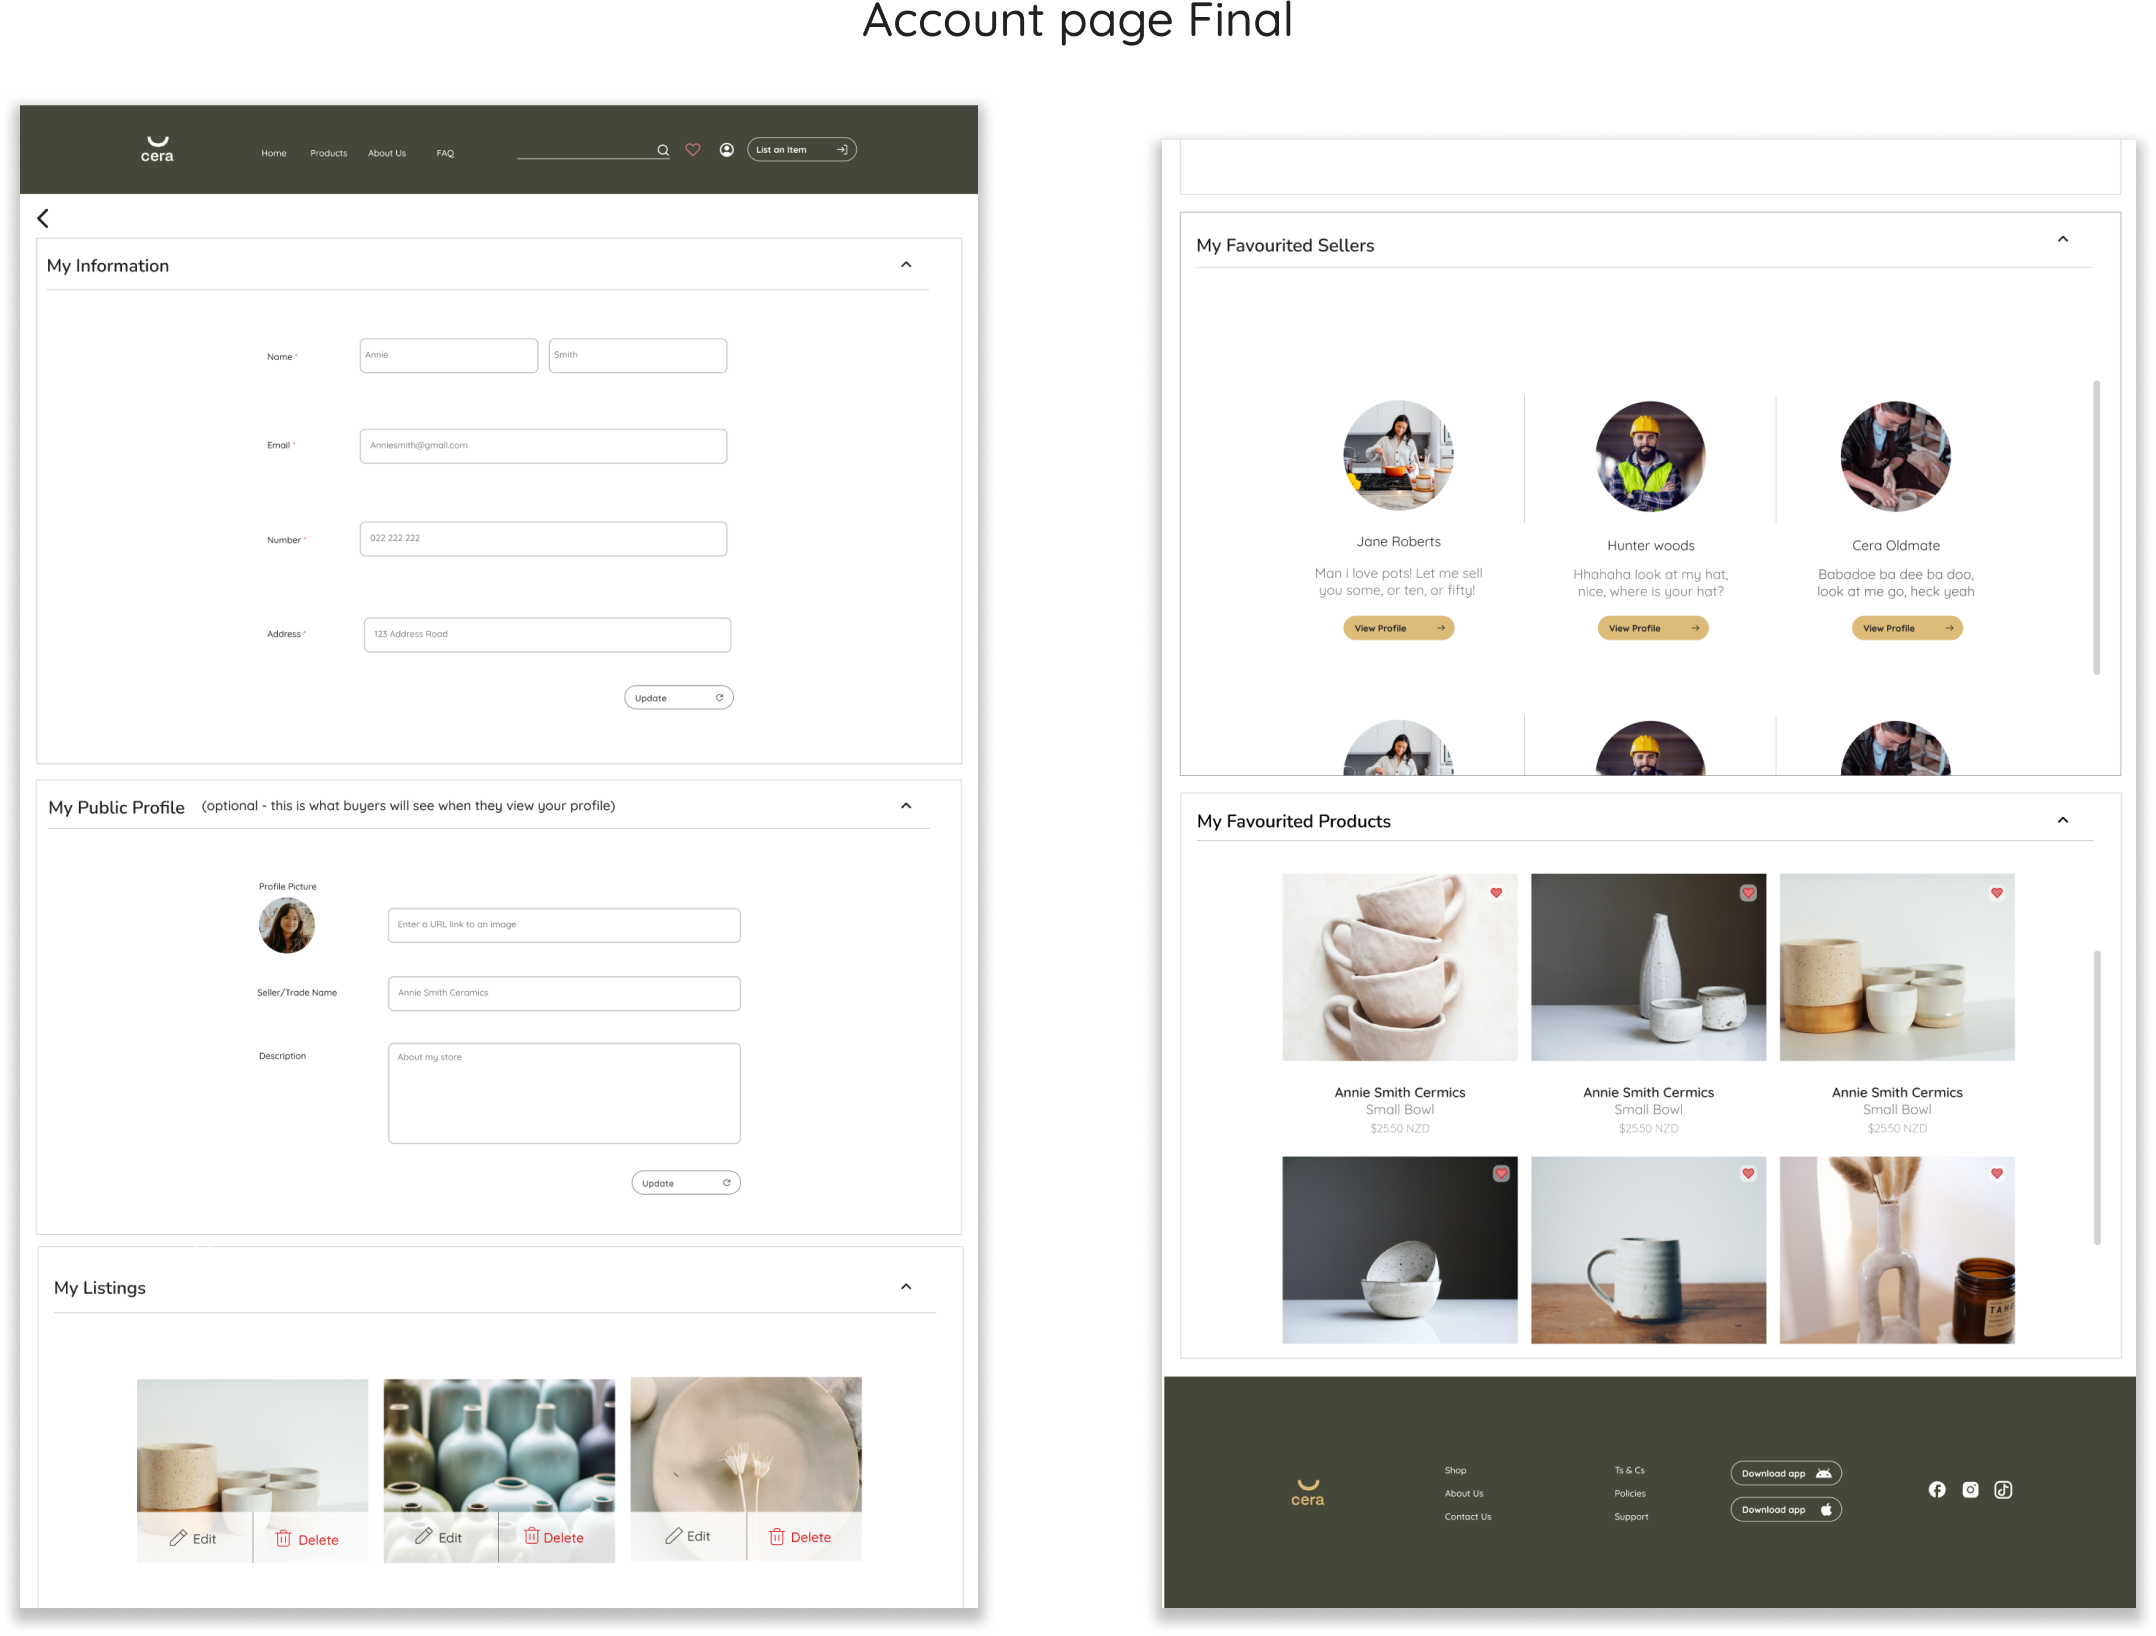 Account page Final
cera
Home Products About Us FAQ
List an Item
My Information
Name *
Annie
Smith
Email *
Anniesmith@gmail.com
Number *
022 222 222
Address *
123 Address Road
Update
My Public Profile (optional - this is what buyers will see when they view your profile)
Profile Picture
Enter a URL link to an image
Seller/Trade Name
Annie Smith Ceramics
Description
About my store
Update
My Listings
Edit Delete
Edit Delete
Edit Delete
My Favourited Sellers
Jane Roberts
Man i love pots! Let me sell
you some, or ten, or fifty!
View Profile
Hunter woods
Hhahaha look at my hat,
nice, where is your hat?
View Profile
Cera Oldmate
Babadoe ba dee ba doo,
look at me go, heck yeah
View Profile
My Favourited Products
Annie Smith Cermics
Small Bowl
$25.50 NZD
Annie Smith Cermics
Small Bowl
$25.50 NZD
Annie Smith Cermics
Small Bowl
$25.50 NZD
TAHO
cera
Shop
About Us
Contact Us
Ts & Cs
Policies
Support
Download app
Download app